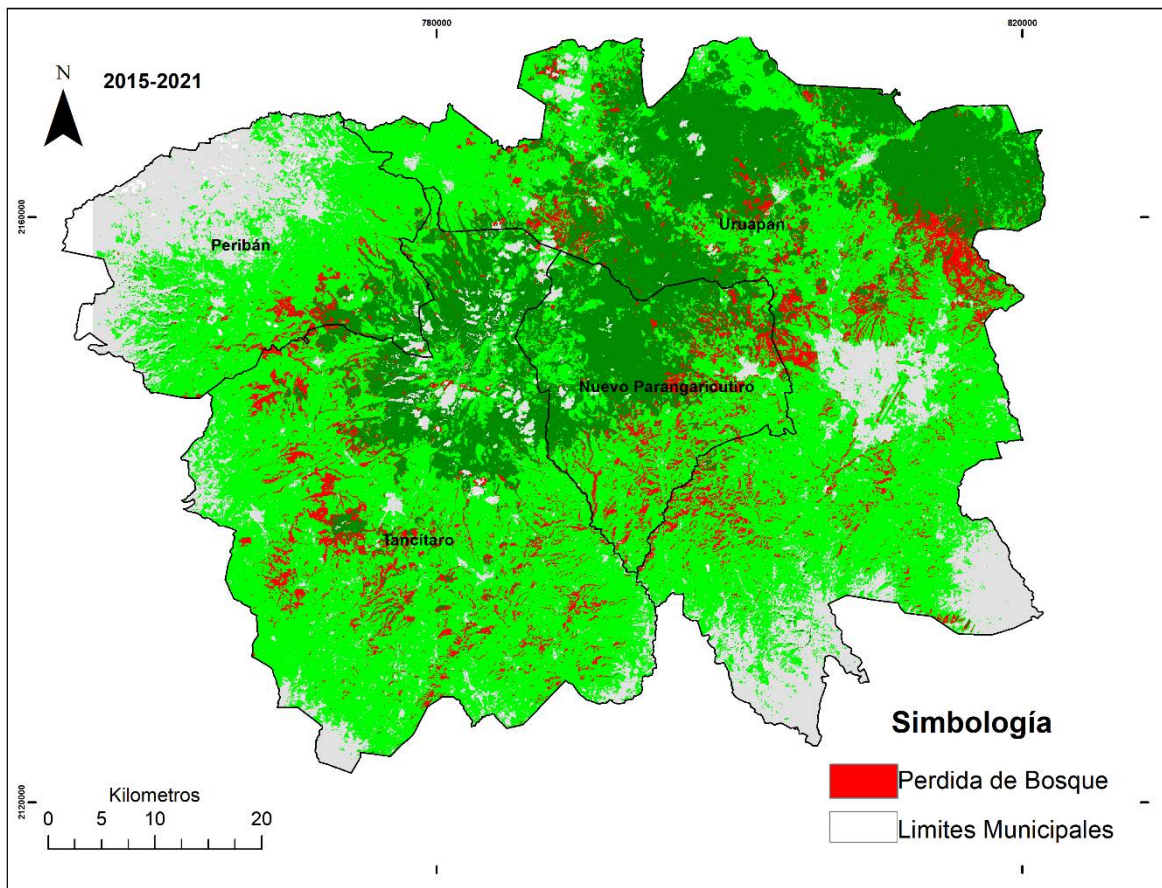 780000
820000
N
2015-2021
2160000
Peribán
Uruapan
Nuevo Parangaricutiro
Tancítaro
Simbología
Perdida de Bosque
Limites Municipales
2120000
Kilometros
0 5 10 20